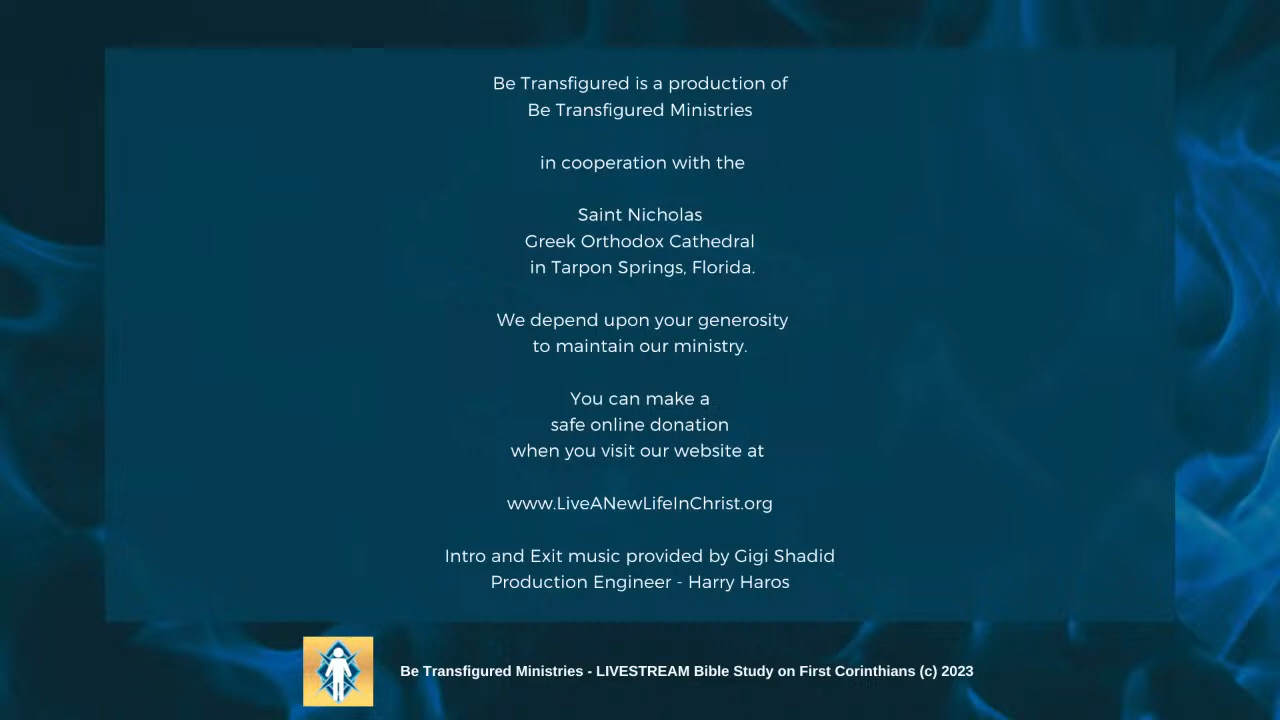 Be Transfigured is a production of
Be Transfigured Ministries
in cooperation with the
Saint Nicholas
Greek Orthodox Cathedral
in Tarpon Springs, Florida.
We depend upon your generosity
to maintain our ministry.
You can make a
safe online donation
when you visit our website at
www.LiveANewLifeInChrist.org
Intro and Exit music provided by Gigi Shadid
Production Engineer - Harry Haros
Be Transfigured Ministries - LIVESTREAM Bible Study on First Corinthians (c) 2023